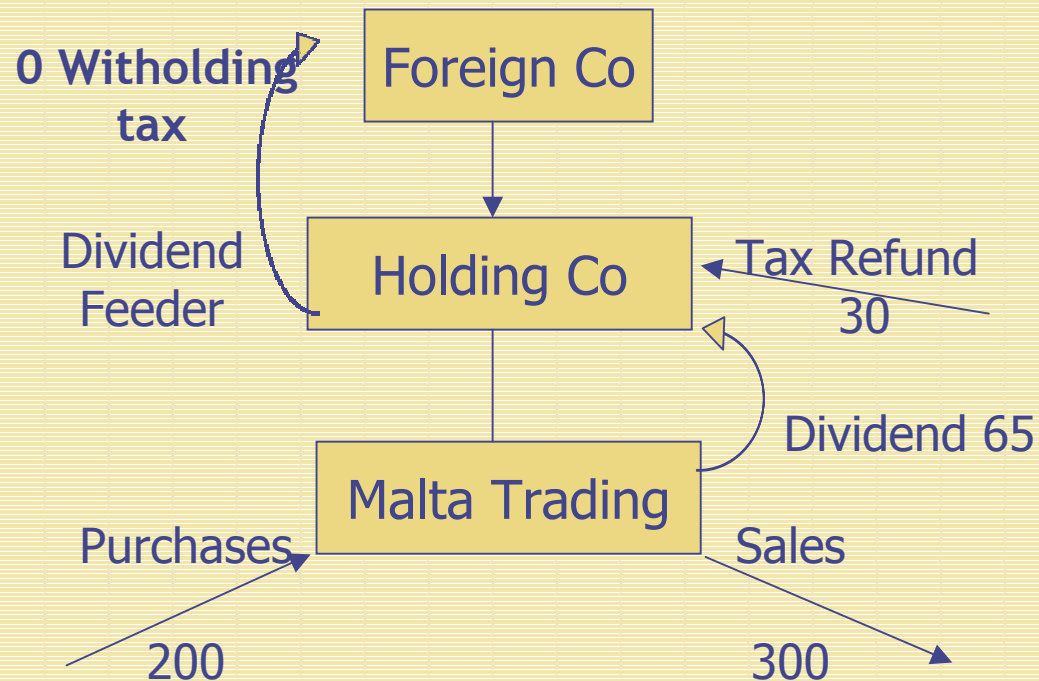 Foreign Co
0 Witholding
tax
Dividend
Feeder
Holding Co
Tax Refund
30
Dividend 65
Malta Trading
Purchases
Sales
200
300